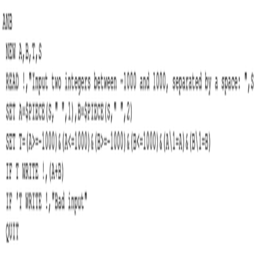 ANB
NEW A,B,T,S
READ !,"Input two integers between -1000 and 1000, separated by a space: ",S
SET A=$PIECE(S," ",1),B=$PIECE(S," ",2)
SET T=(A>=-1000)&(A<=1000)&(B>=-1000)&(B<=1000)&(A\1=A)&(B\1=B)
IF T WRITE !,(A+B)
IF 'T WRITE !,"Bad input"
QUIT